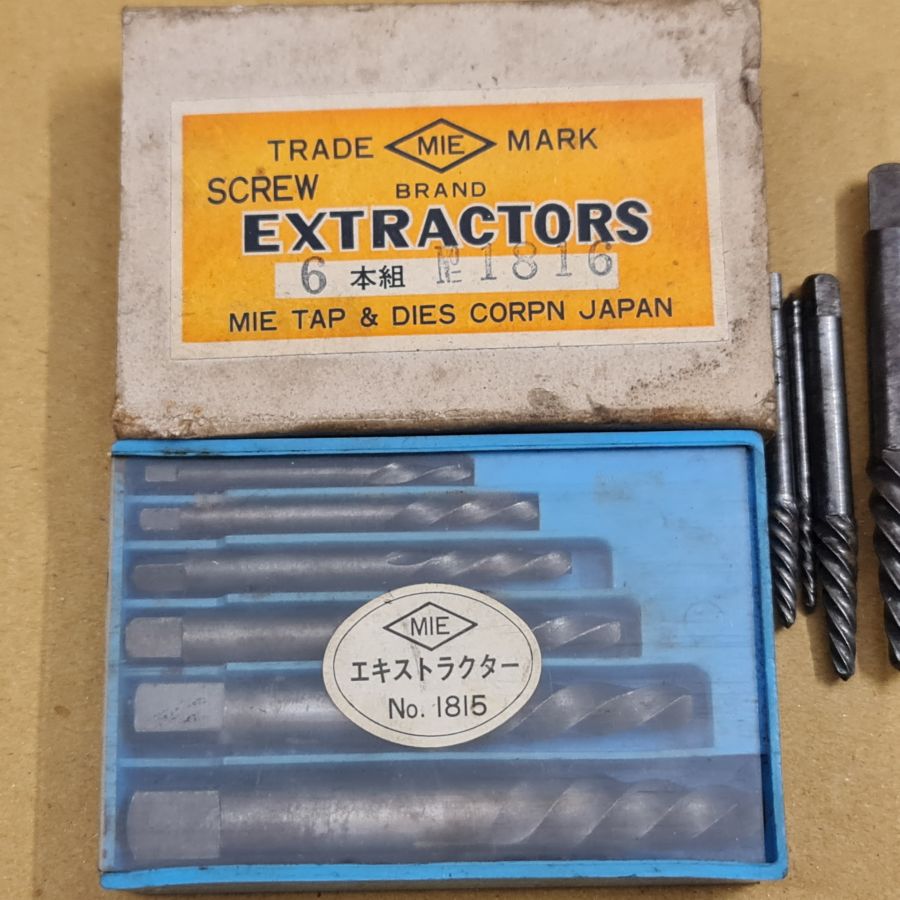 TRADE MIE MARK
SCREW BRAND
EXTRACTORS
6 本組 № 1816
MIE TAP & DIES CORPN JAPAN
MIE
エキストラクター
No. 1815